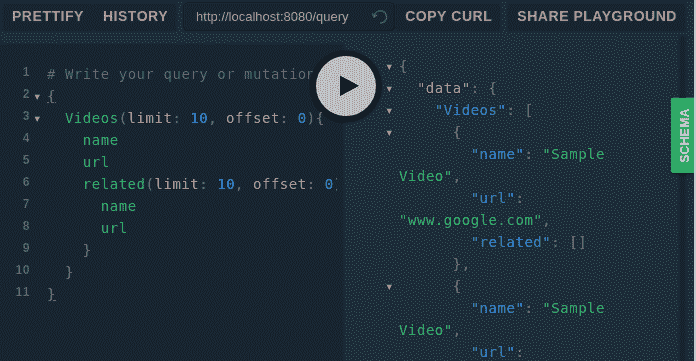 PRETTIFY HISTORY http://localhost:8080/query COPY CURL SHARE PLAYGROUND
1 # Write your query or mutation
2 {
3 Videos(limit: 10, offset: 0){
4 name
5 url
6 related(limit: 10, offset: 0
7 name
8 url
9 }
10 }
11 }
{
"data": {
"Videos": [
{
"name": "Sample
Video",
"url":
"www.google.com",
"related": []
},
{
"name": "Sample
Video",
"url":
SCHEMA